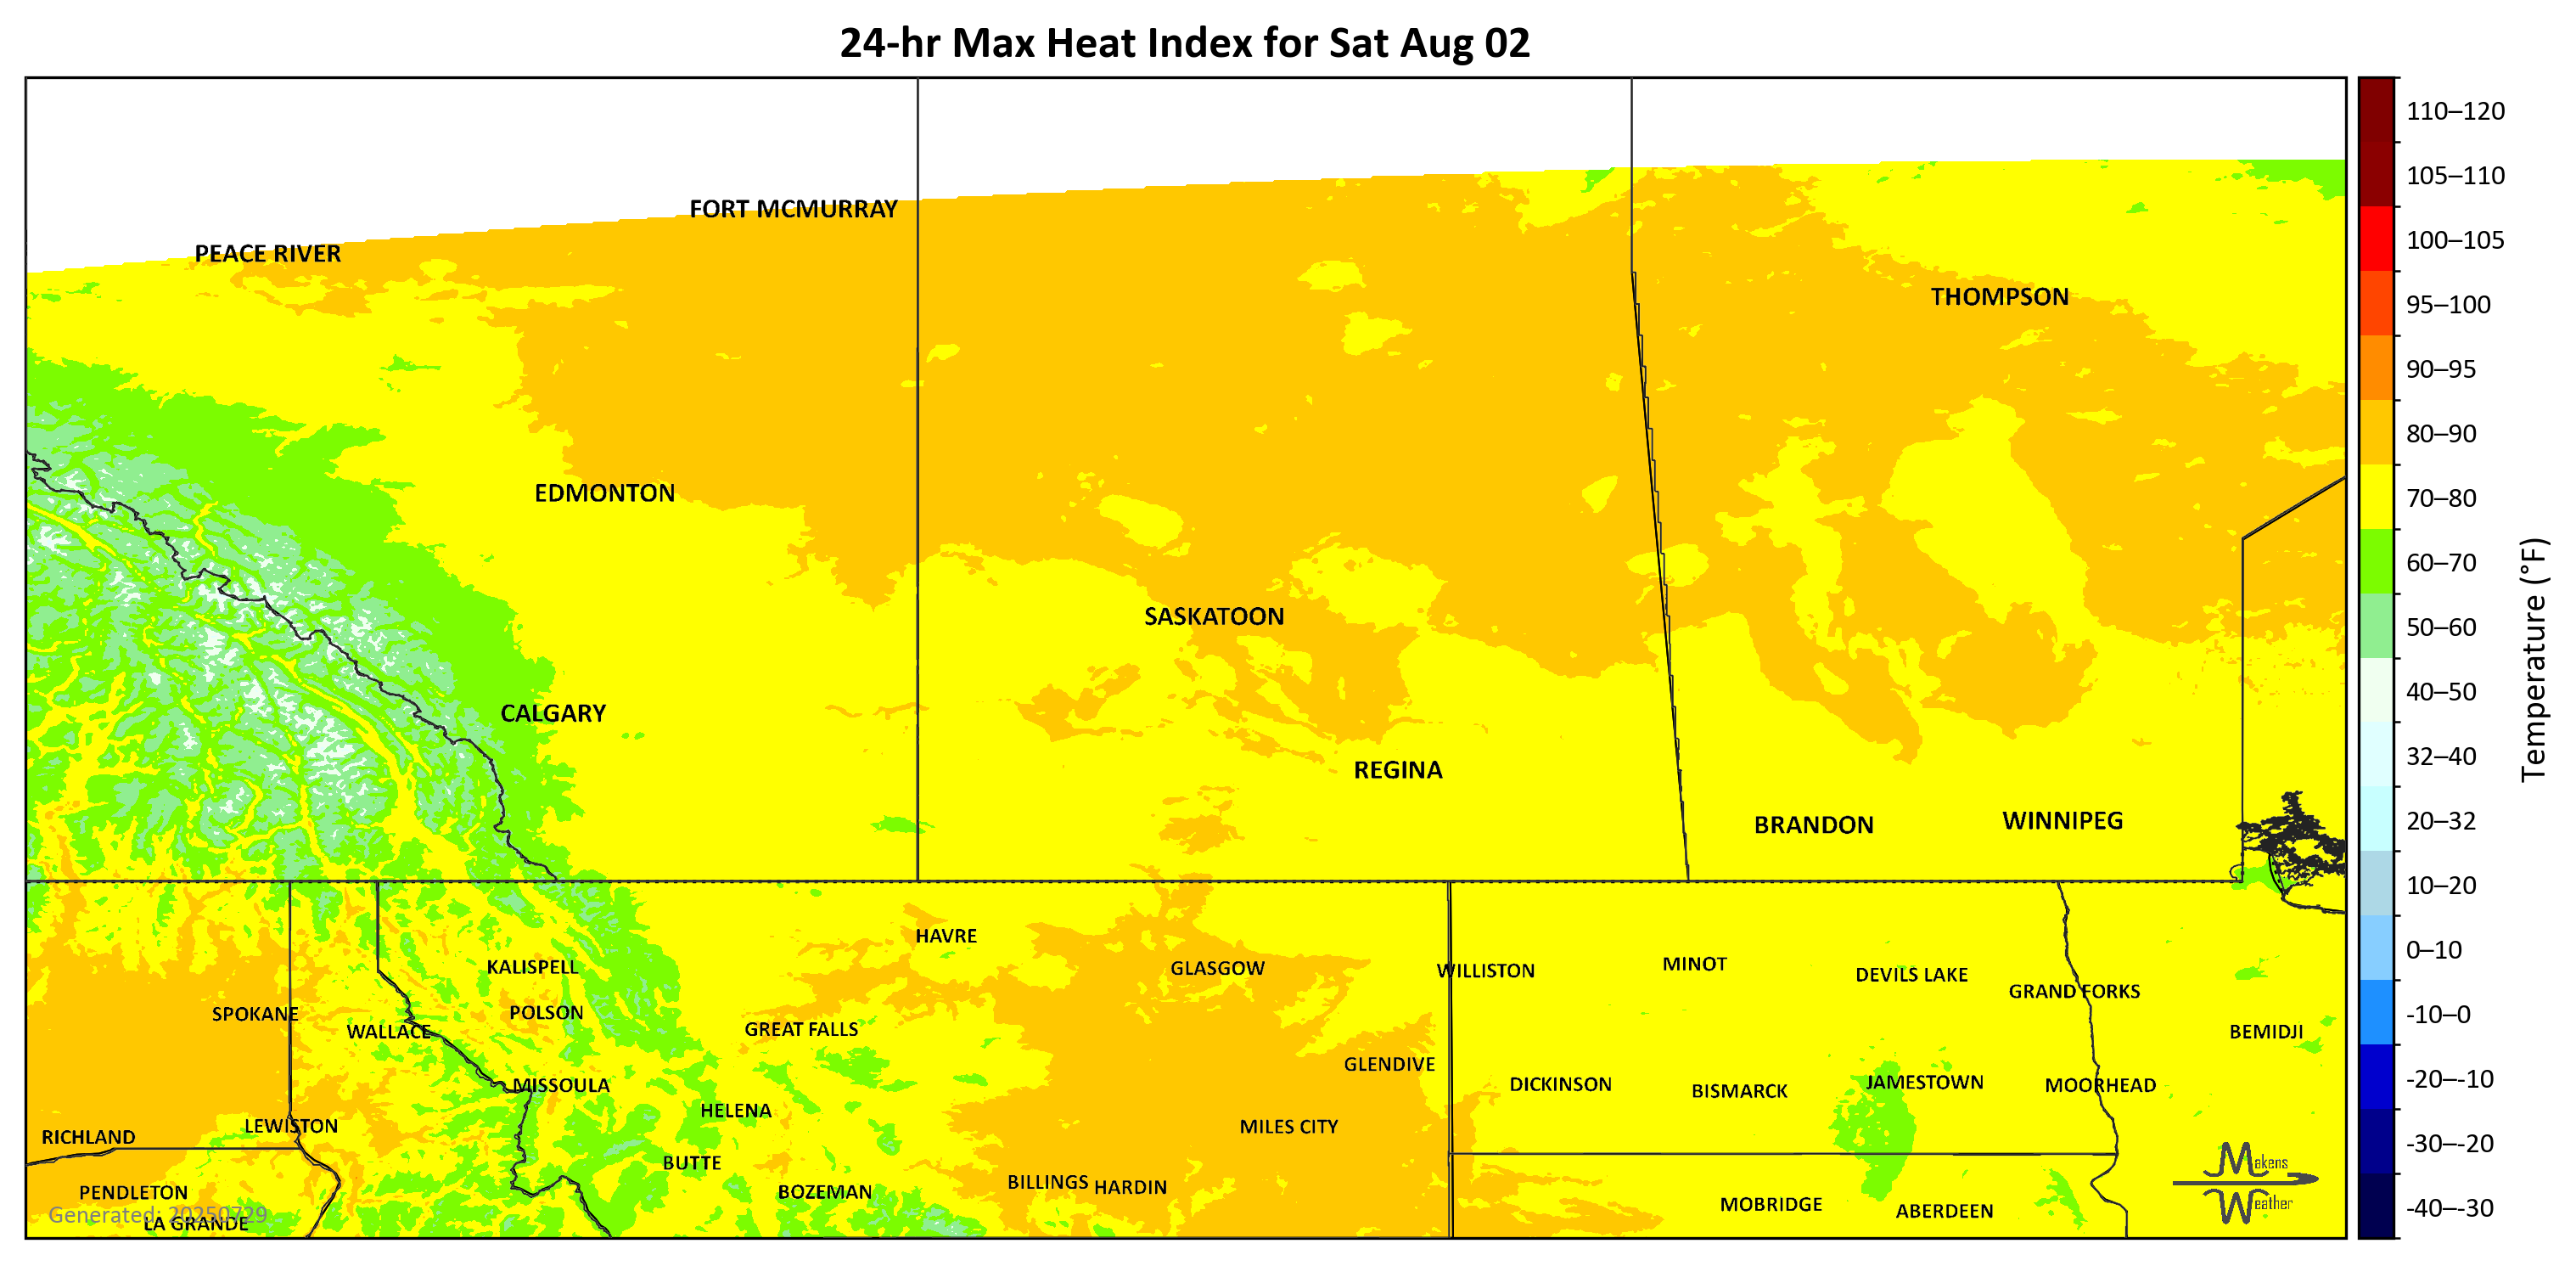 24-hr Max Heat Index for Sat Aug 02
FORT MCMURRAY
PEACE RIVER
THOMPSON
EDMONTON
SASKATOON
CALGARY
REGINA
BRANDON
WINNIPEG
HAVRE
KALISPELL
GLASGOW
WILLISTON
MINOT
DEVILS LAKE
GRAND FORKS
SPOKANE
POLSON
WALLACE
GREAT FALLS
BEMIDJI
GLENDIVE
MISSOULA
DICKINSON
BISMARCK
JAMESTOWN
MOORHEAD
HELENA
LEWISTON
MILES CITY
RICHLAND
BUTTE
BILLINGS
HARDIN
PENDLETON
BOZEMAN
MOBRIDGE
ABERDEEN
Generated: 20250729
LA GRANDE
Makens
Weather
110–120
105–110
100–105
95–100
90–95
80–90
70–80
60–70
50–60
40–50
32–40
20–32
10–20
0–10
-10–0
-20–-10
-30–-20
-40–-30
Temperature (°F)